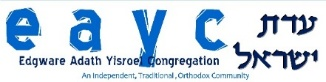 eayc
עדת
ישראל
Edgware Adath Yisroel Congregation
An Independent, Traditional, Orthodox Community